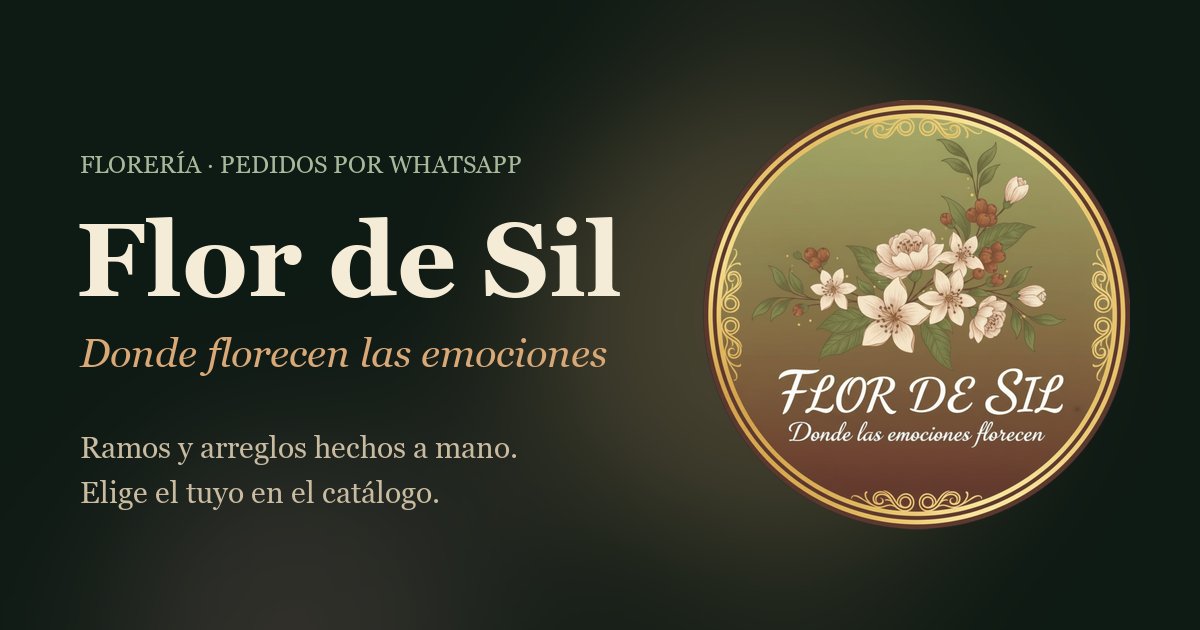 FLORERÍA · PEDIDOS POR WHATSAPP
Flor de Sil
Donde florecen las emociones
Ramos y arreglos hechos a mano.
Elige el tuyo en el catálogo.
FLOR DE SIL
Donde las emociones florecen